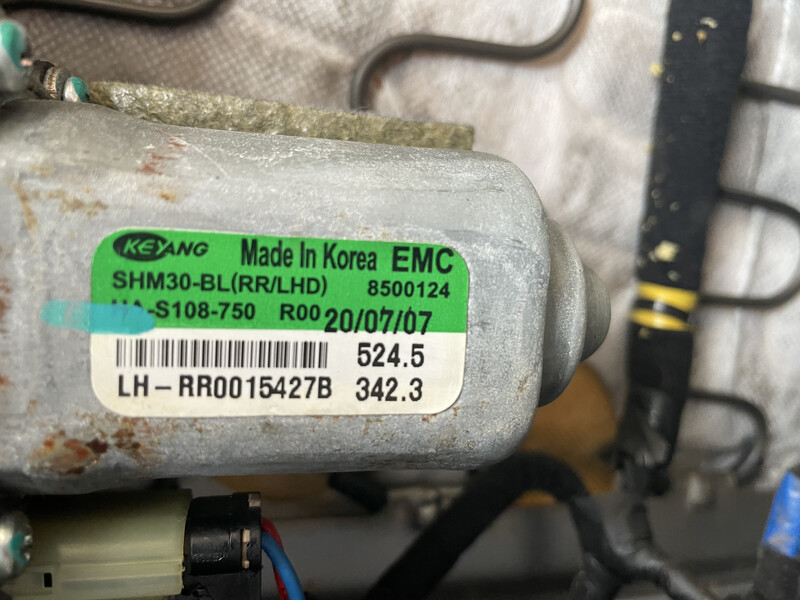 KEYANG Made In Korea EMC
SHM30-BL(RR/LHD) 8500124
-S108-750 R00 20/07/07
524.5
LH-RR0015427B 342.3